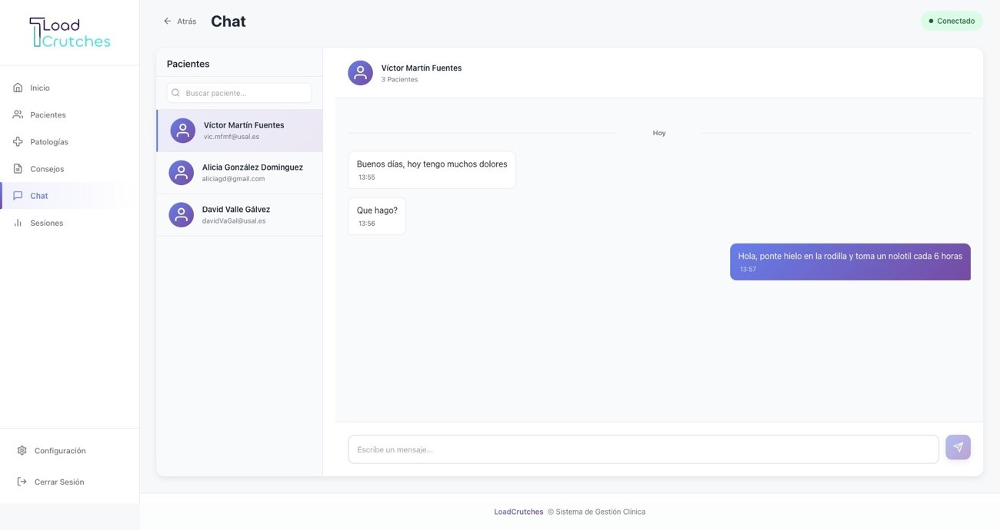 Load
Crutches
Inicio
Pacientes
Patologías
Consejos
Chat
Sesiones
Configuración
Cerrar Sesión
Atrás
Chat
Conectado
Pacientes
Buscar paciente...
Víctor Martín Fuentes
vic.mfmf@usal.es
Alicia González Dominguez
aliciagd@gmail.com
David Valle Gálvez
davidVaGal@usal.es
Víctor Martín Fuentes
3 Pacientes
Hoy
Buenos días, hoy tengo muchos dolores
13:55
Que hago?
13:56
Hola, ponte hielo en la rodilla y toma un nolotil cada 6 horas
13:57
Escribe un mensaje...
LoadCrutches © Sistema de Gestión Clínica